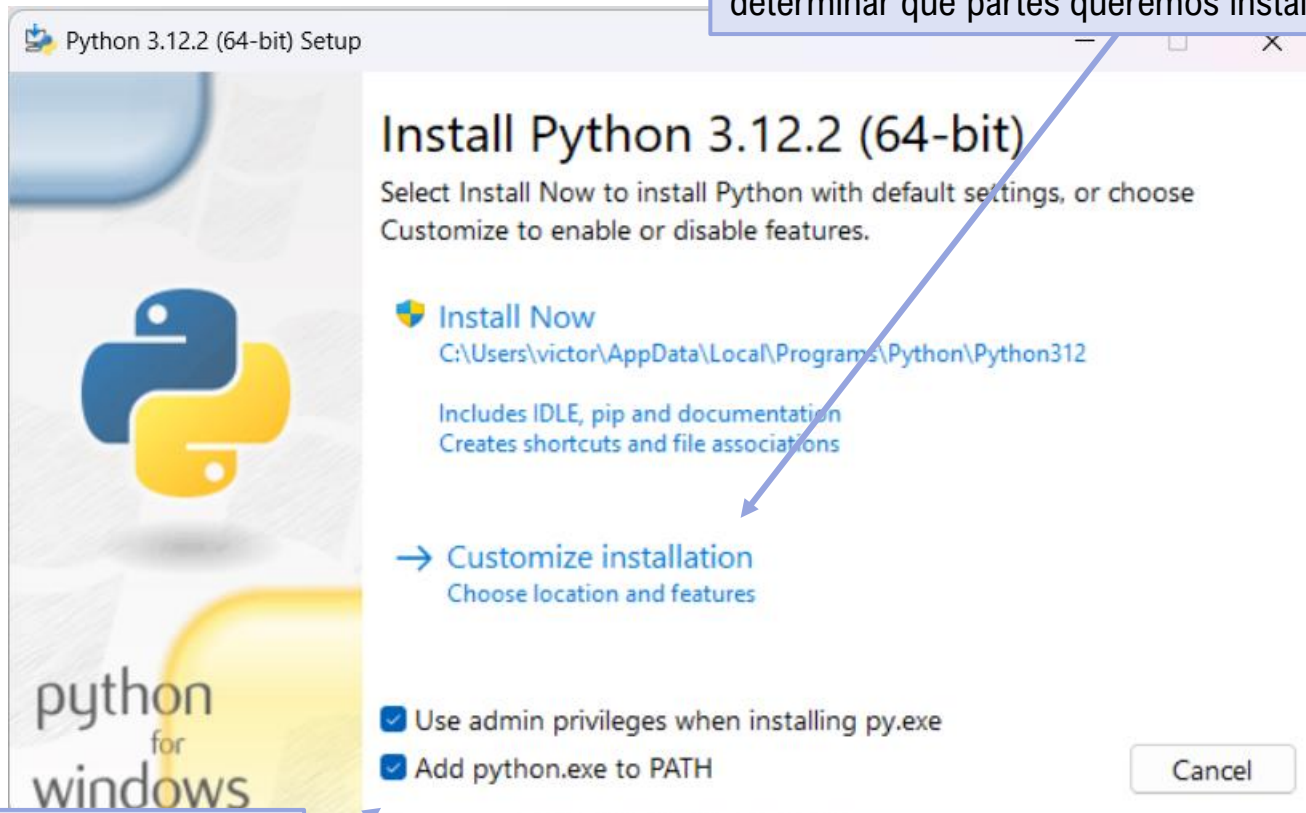 determinar que partes queremos instal
Python 3.12.2 (64-bit) Setup
Install Python 3.12.2 (64-bit)
Select Install Now to install Python with default settings, or choose
Customize to enable or disable features.
Install Now
C:\Users\victor\AppData\Local\Programs\Python\Python312
Includes IDLE, pip and documentation
Creates shortcuts and file associations
→ Customize installation
Choose location and features
Use admin privileges when installing py.exe
Add python.exe to PATH
Cancel
python
for
windows